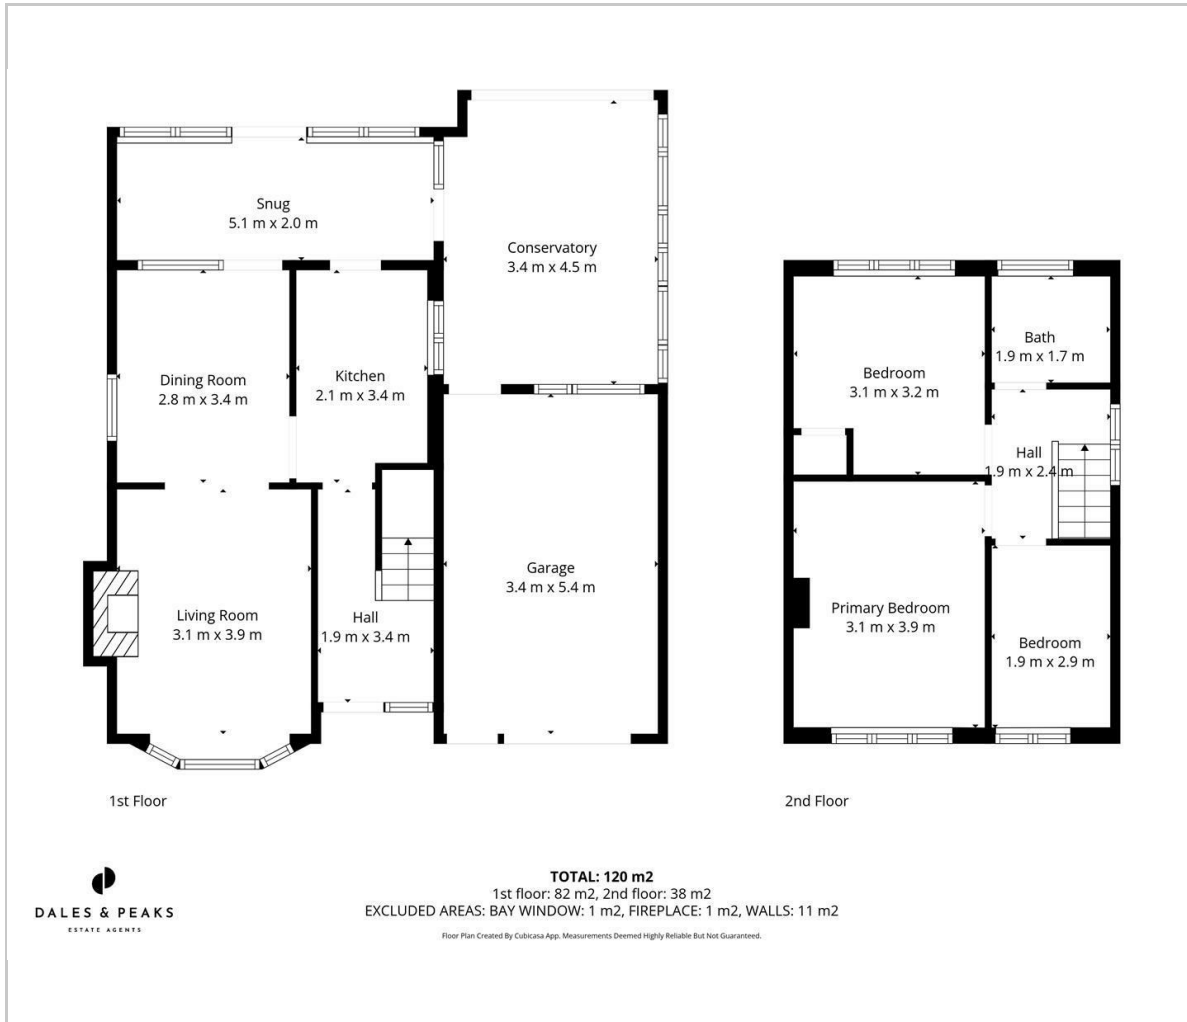 Snug
5.1 m x 2.0 m
Conservatory
3.4 m x 4.5 m
Dining Room
2.8 m x 3.4 m
Kitchen
2.1 m x 3.4 m
Living Room
3.1 m x 3.9 m
Hall
1.9 m x 3.4 m
Garage
3.4 m x 5.4 m
1st Floor
Bedroom
3.1 m x 3.2 m
Bath
1.9 m x 1.7 m
Hall
1.9 m x 2.4 m
Primary Bedroom
3.1 m x 3.9 m
Bedroom
1.9 m x 2.9 m
2nd Floor
DALES & PEAKS
ESTATE AGENTS
TOTAL: 120 m2
1st floor: 82 m2, 2nd floor: 38 m2
EXCLUDED AREAS: BAY WINDOW: 1 m2, FIREPLACE: 1 m2, WALLS: 11 m2
Floor Plan Created By Cubicasa App. Measurements Deemed Highly Reliable But Not Guaranteed.